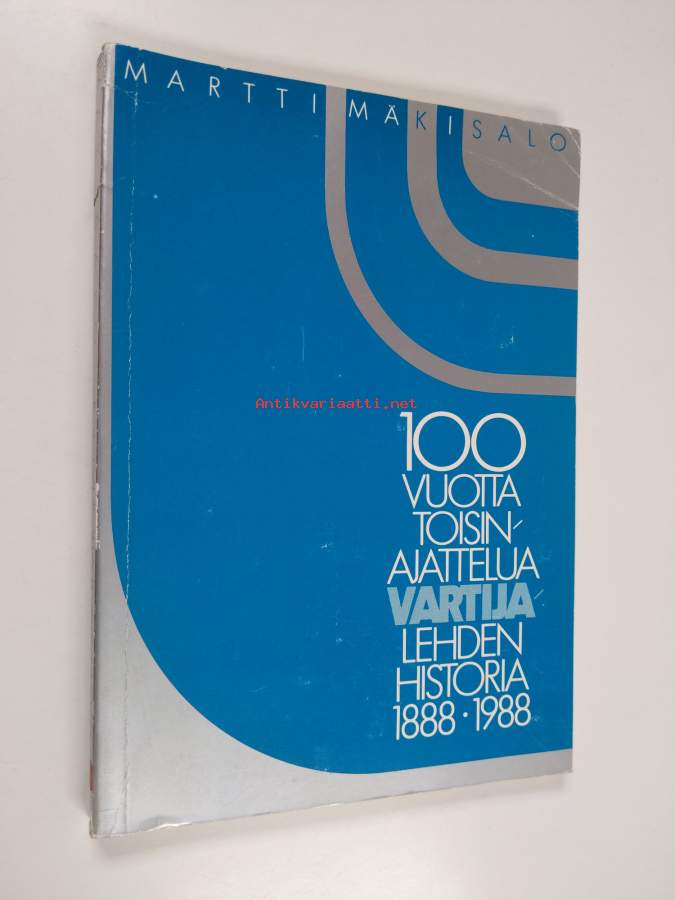 MARTTI MÄKISALO
Antikvariaatti.net
100
VUOTTA
TOISIN-
AJATTELUA
VARTIJA
LEHDEN
HISTORIA
1888 • 1988